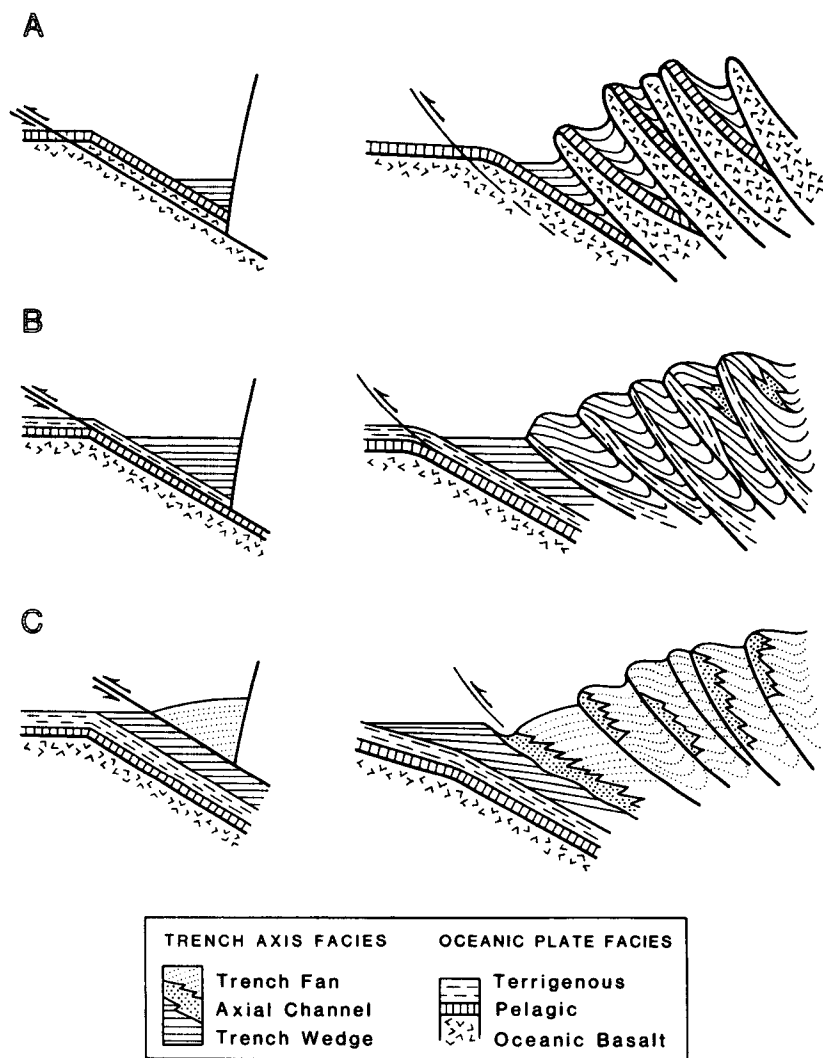 A
B
C
TRENCH AXIS FACIES
Trench Fan
Axial Channel
Trench Wedge
OCEANIC PLATE FACIES
Terrigenous
Pelagic
Oceanic Basalt